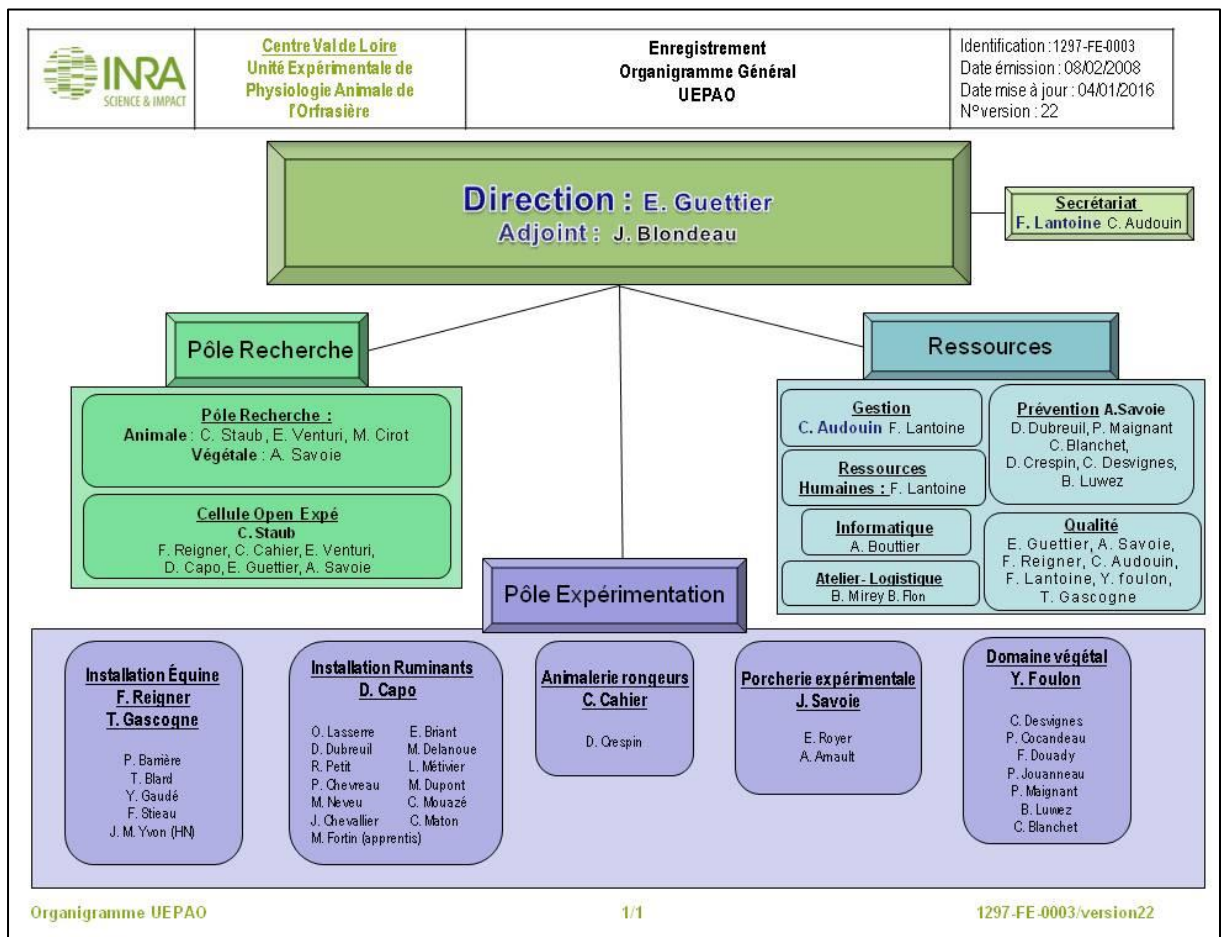 INRA
SCIENCE & IMPACT
Centre Val de Loire
Unité Expérimentale de
Physiologie Animale de
l'Orfrasière
Enregistrement
Organigramme Général
UEPAO
Identification : 1297-FE-0003
Date émission : 08/02/2008
Date mise à jour : 04/01/2016
N° version : 22
Direction : E. Guettier
Adjoint : J. Blondeau
Secrétariat
F. Lantoine C. Audouin
Pôle Recherche
Pôle Recherche :
Animale : C. Staub, E. Venturi, M. Cirot
Végétale : A. Savoie
Cellule Open Expé
C. Staub
F. Reigner, C. Cahier, E. Venturi,
D. Capo, E. Guettier, A. Savoie
Ressources
Gestion
C. Audouin F. Lantoine
Ressources
Humaines : F. Lantoine
Informatique
A. Bouttier
Atelier- Logistique
B. Mirey B. Flon
Prévention A.Savoie
D. Dubreuil, P. Maignant
C. Blanchet,
D. Crespin, C. Desvignes,
B. Luwez
Qualité
E. Guettier, A. Savoie,
F. Reigner, C. Audouin,
F. Lantoine, Y. foulon,
T. Gascogne
Pôle Expérimentation
Installation Équine
F. Reigner
T. Gascogne
P. Barrière
T. Blard
Y. Gaudé
F. Stieau
J. M. Yvon (HN)
Installation Ruminants
D. Capo
O. Lasserre E. Briant
D. Dubreuil M. Delanoue
R. Petit L. Métivier
P. Chevreau M. Dupont
M. Neveu C. Mouazé
J. Chevallier C. Maton
M. Fortin (apprentis)
Animalerie rongeurs
C. Cahier
D. Crespin
Porcherie expérimentale
J. Savoie
E. Royer
A. Arnault
Domaine végétal
Y. Foulon
C. Desvignes
P. Cocandeau
F. Douady
P. Jouanneau
P. Maignant
B. Luwez
C. Blanchet
Organigramme UEPAO
1/1
1297-FE-0003/version22